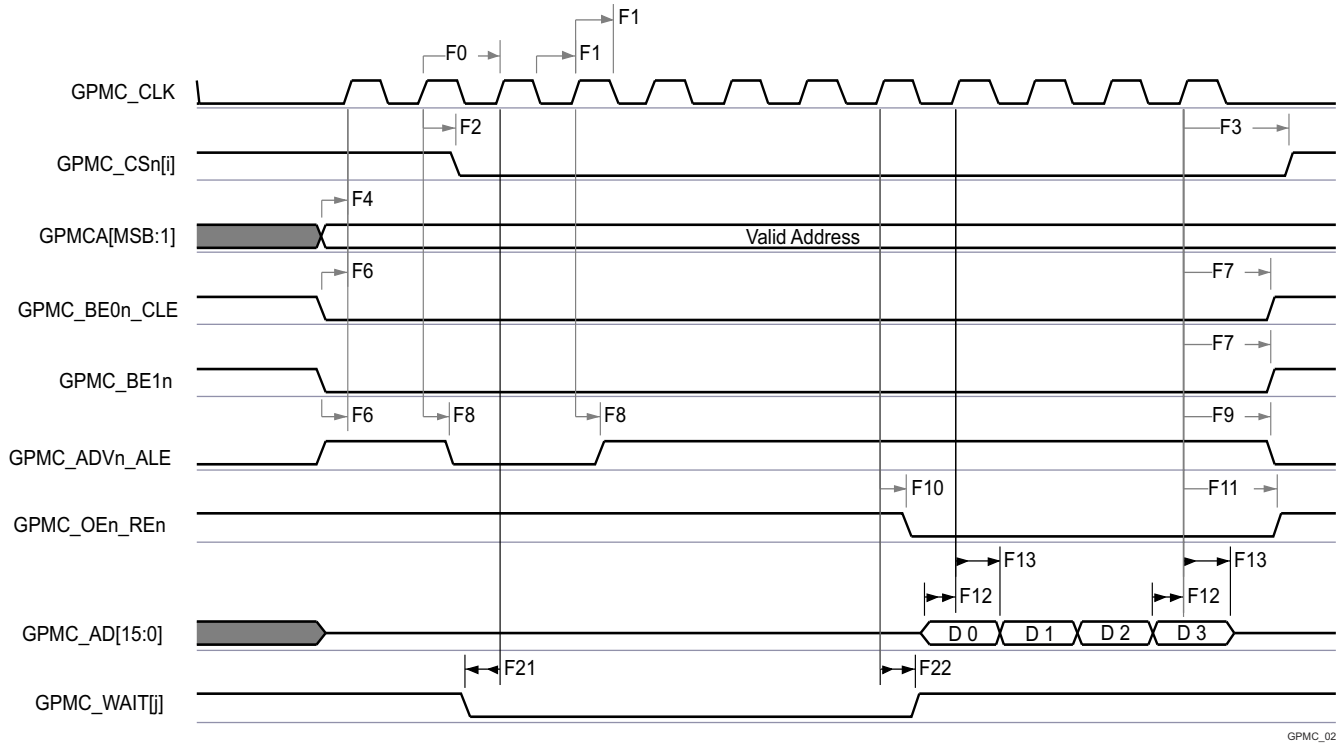 F1
F0
F1
GPMC_CLK
F2
F3
GPMC_CSn[i]
F4
GPMCA[MSB:1]
Valid Address
F6
F7
GPMC_BE0n_CLE
F7
GPMC_BE1n
F6
F8
F8
F9
GPMC_ADVn_ALE
F10
F11
GPMC_OEn_REn
F13
F13
F12
F12
GPMC_AD[15:0]
D 0
D 1
D 2
D 3
F21
F22
GPMC_WAIT[j]
GPMC_02